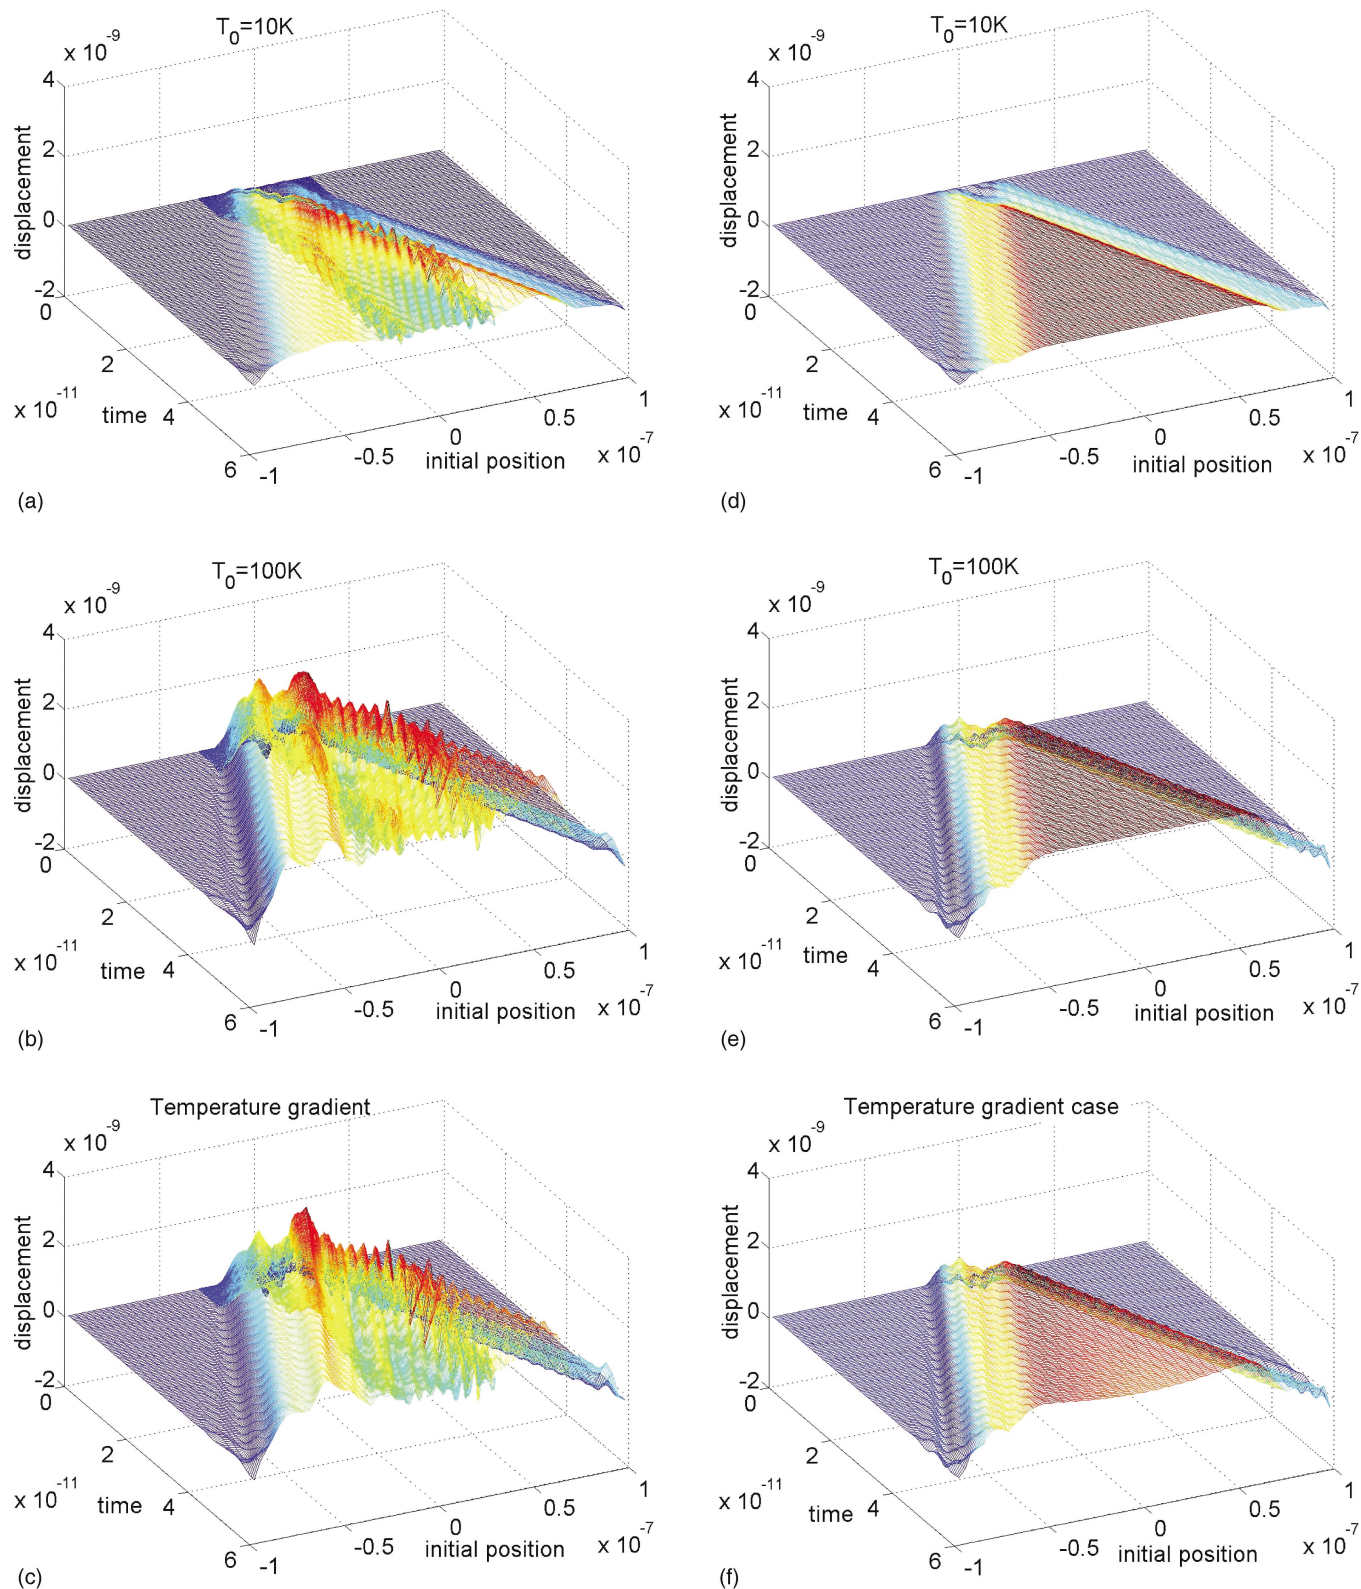 T₀=10K
x 10⁻⁹
4
2
0
-2
displacement
0
2
4
6
x 10⁻¹¹
time
-1
-0.5
0
0.5
1
x 10⁻⁷
initial position
(a)
T₀=10K
x 10⁻⁹
4
2
0
-2
displacement
0
2
4
6
x 10⁻¹¹
time
-1
-0.5
0
0.5
1
x 10⁻⁷
initial position
(d)
T₀=100K
x 10⁻⁹
4
2
0
-2
displacement
0
2
4
6
x 10⁻¹¹
time
-1
-0.5
0
0.5
1
x 10⁻⁷
initial position
(b)
T₀=100K
x 10⁻⁹
4
2
0
-2
displacement
0
2
4
6
x 10⁻¹¹
time
-1
-0.5
0
0.5
1
x 10⁻⁷
initial position
(e)
Temperature gradient
x 10⁻⁹
4
2
0
-2
displacement
0
2
4
6
x 10⁻¹¹
time
-1
-0.5
0
0.5
1
x 10⁻⁷
initial position
(c)
Temperature gradient case
x 10⁻⁹
4
2
0
-2
displacement
0
2
4
6
x 10⁻¹¹
time
-1
-0.5
0
0.5
1
x 10⁻⁷
initial position
(f)